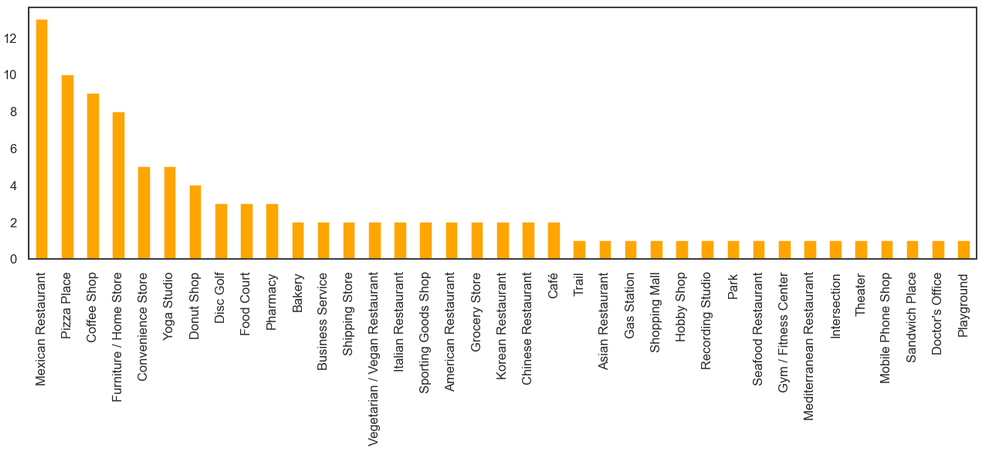 12
10
8
6
4
2
0
Mexican Restaurant
Pizza Place
Coffee Shop
Furniture / Home Store
Convenience Store
Yoga Studio
Donut Shop
Disc Golf
Food Court
Pharmacy
Bakery
Business Service
Shipping Store
Vegetarian / Vegan Restaurant
Italian Restaurant
Sporting Goods Shop
American Restaurant
Grocery Store
Korean Restaurant
Chinese Restaurant
Café
Trail
Asian Restaurant
Gas Station
Shopping Mall
Hobby Shop
Recording Studio
Park
Seafood Restaurant
Gym / Fitness Center
Mediterranean Restaurant
Intersection
Theater
Mobile Phone Shop
Sandwich Place
Doctor's Office
Playground